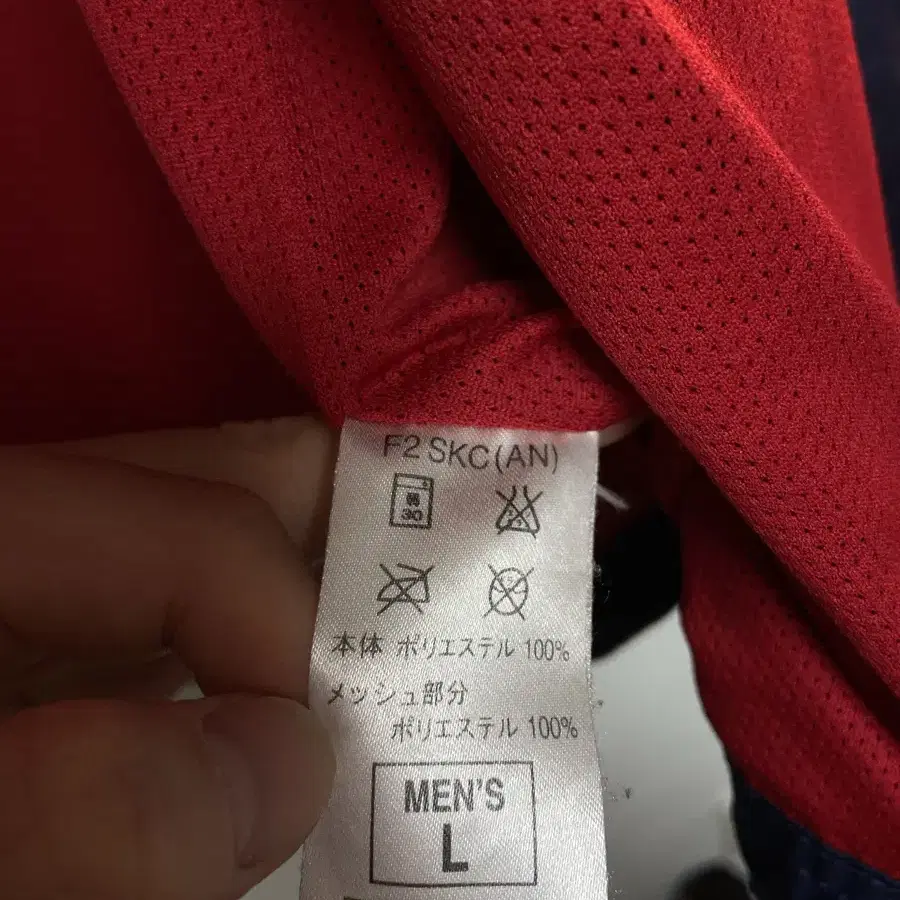 F2 SKC(AN)
弱
30
本体 ポリエステル 100%
メッシュ部分
ポリエステル 100%
MEN'S
L